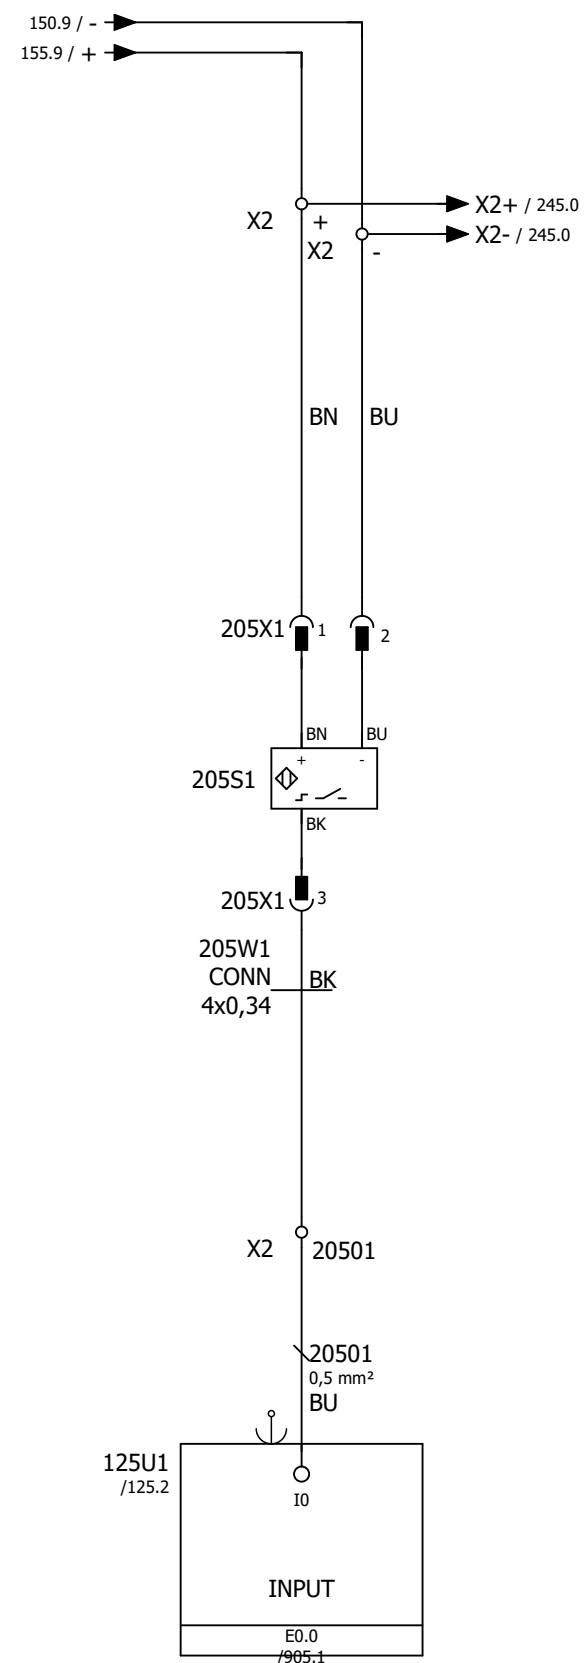 150.9 / -
155.9 / +
X2
+
X2
-
X2+ / 245.0
X2- / 245.0
BN
BU
205X1
1
2
BN
BU
+
-
205S1
BK
205X1
3
205W1
CONN
4x0,34
BK
X2
20501
20501
0,5 mm²
BU
125U1
/125.2
I0
INPUT
E0.0
/905.1